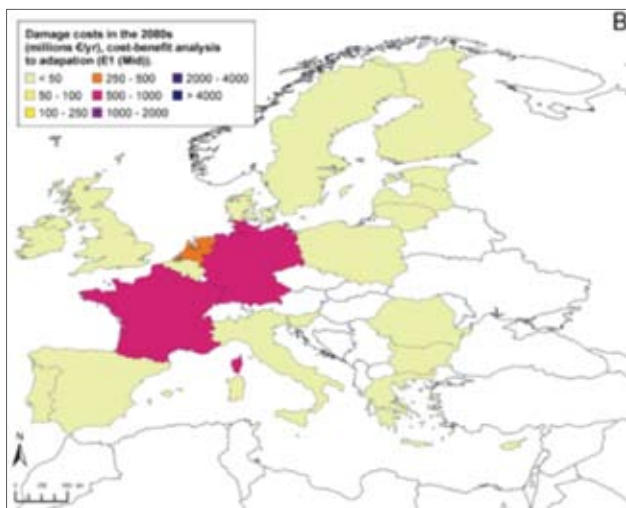 B
Damage costs in the 2080s
(millions €/yr), cost-benefit analysis
to adapation (E1 (Mid)).
< 50 250 - 500 2000 - 4000
50 - 100 500 - 1000 > 4000
100 - 250 1000 - 2000
N